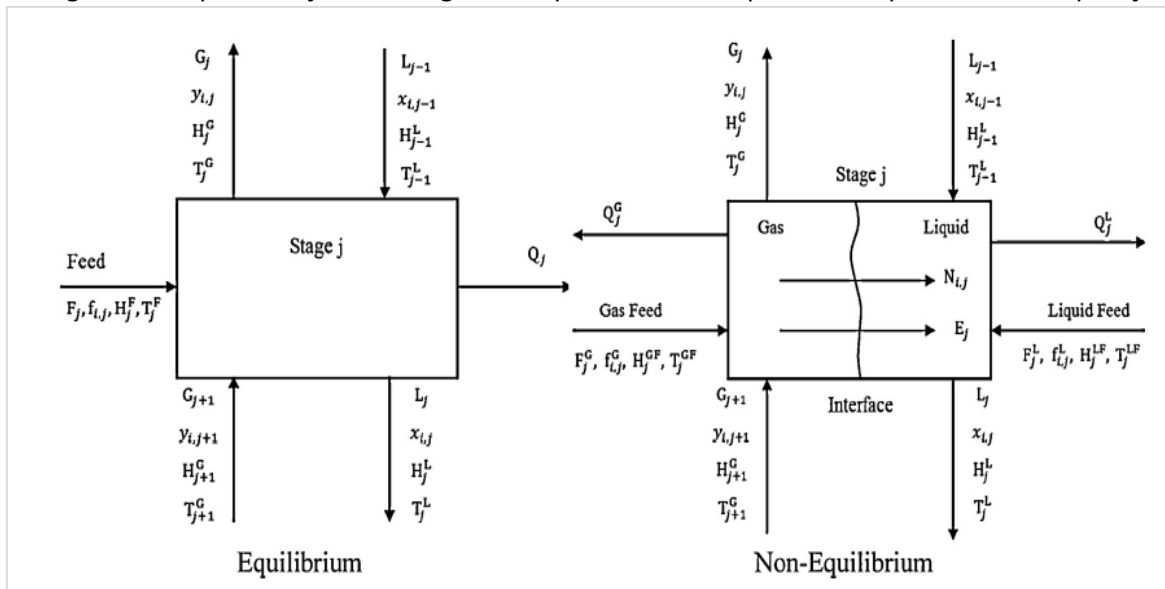 G_j
y_{i,j}
H_j^G
T_j^G
L_{j-1}
x_{i,j-1}
H_{j-1}^L
T_{j-1}^L
Stage j
Feed
F_j, f_{i,j}, H_j^F, T_j^F
Q_j
G_{j+1}
y_{i,j+1}
H_{j+1}^G
T_{j+1}^G
L_j
x_{i,j}
H_j^L
T_j^L
Equilibrium
G_j
y_{i,j}
H_j^G
T_j^G
L_{j-1}
x_{i,j-1}
H_{j-1}^L
T_{j-1}^L
Stage j
Q_j^G
Gas
Liquid
Q_j^L
N_{i,j}
E_j
Gas Feed
F_j^G, f_{i,j}^G, H_j^{GF}, T_j^{GF}
Liquid Feed
F_j^L, f_{i,j}^L, H_j^{LF}, T_j^{LF}
Interface
G_{j+1}
y_{i,j+1}
H_{j+1}^G
T_{j+1}^G
L_j
x_{i,j}
H_j^L
T_j^L
Non-Equilibrium